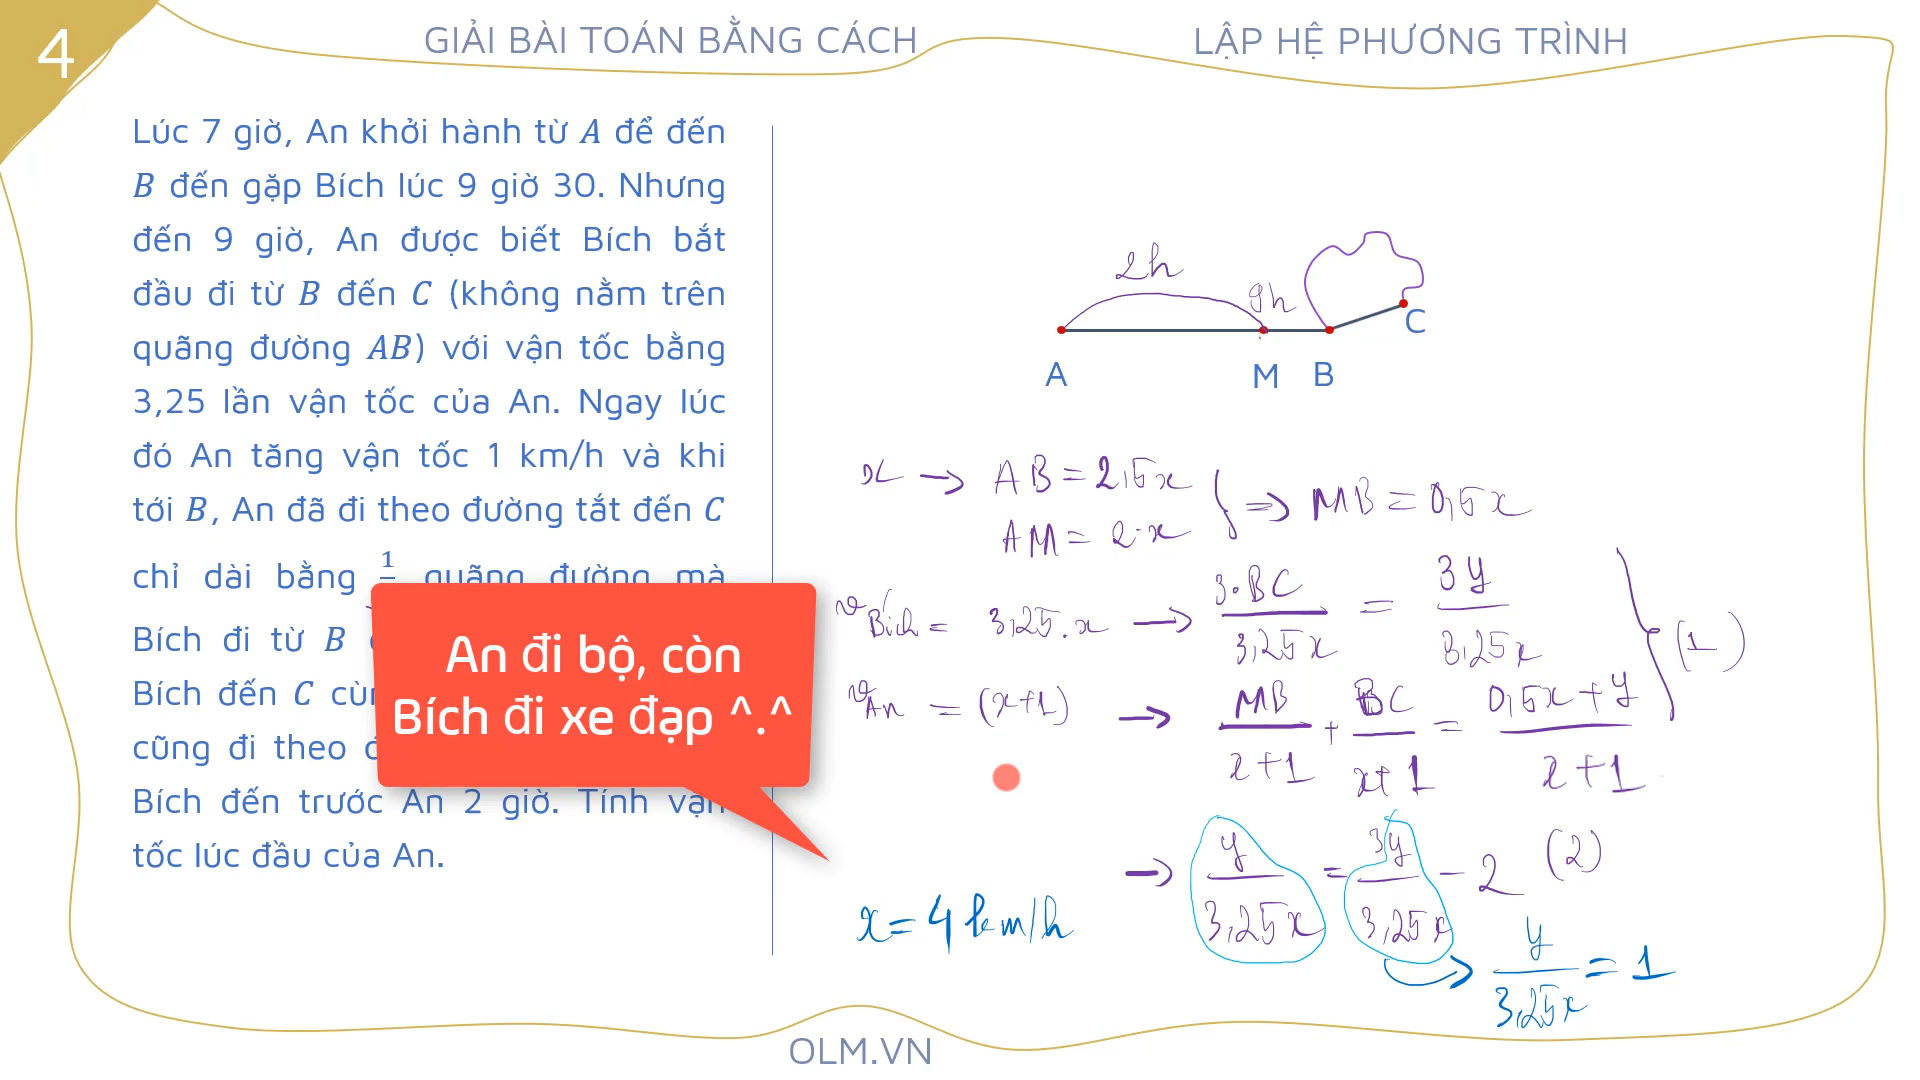 4
GIẢI BÀI TOÁN BẰNG CÁCH LẬP HỆ PHƯƠNG TRÌNH
Lúc 7 giờ, An khởi hành từ A để đến
B đến gặp Bích lúc 9 giờ 30. Nhưng
đến 9 giờ, An được biết Bích bắt
đầu đi từ B đến C (không nằm trên
quãng đường AB) với vận tốc bằng
3,25 lần vận tốc của An. Ngay lúc
đó An tăng vận tốc 1 km/h và khi
tới B, An đã đi theo đường tắt đến C
chỉ dài bằng 1 quãng đường mà
Bích đi từ B
Bích đến C
cũng đi theo
Bích đến trước An 2 giờ. Tính vận
tốc lúc đầu của An.
An đi bộ, còn
Bích đi xe đạp ^.^
2h
9h
C
A M B
x → AB = 2,5x
AM = 2·x } ⇒ MB = 0,5x
v Bích = 3,25.x → 3·BC / 3,25x = 3y / 3,25x
v An = (x+1) → MB / x+1 + BC / x+1 = 0,5x+y / x+1 } (1)
→ y / 3,25x = 3y / 3,25x − 2 (2)
x = 4 km/h
→ y / 3,25x = 1
OLM.VN